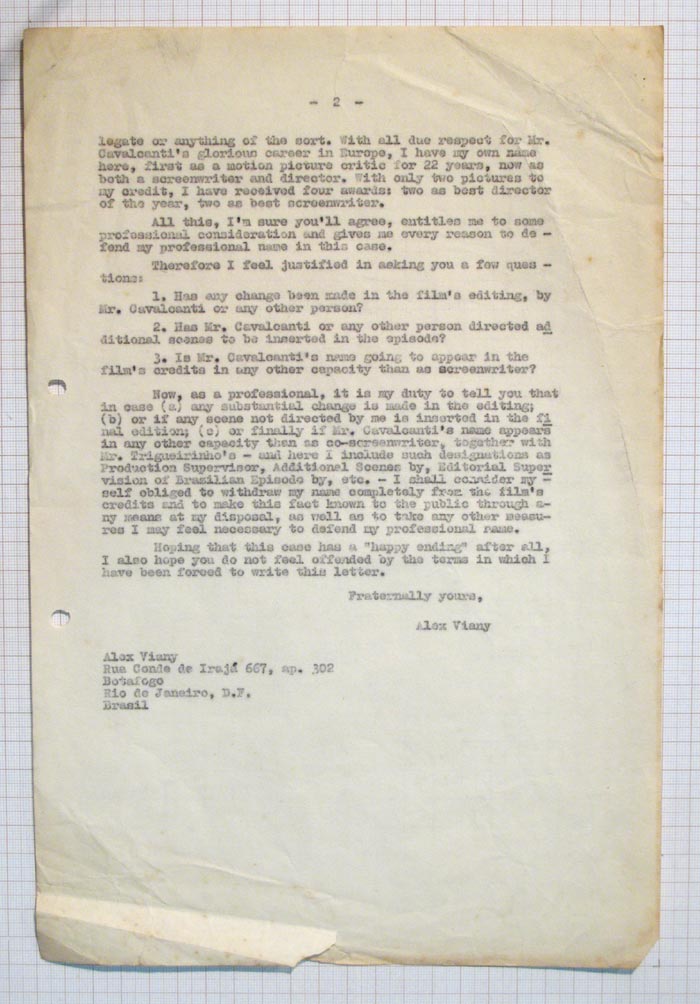 - 2 -
legate or anything of the sort. With all due respect for Mr.
Cavalcanti's glorious career in Europe, I have my own name
here, first as a motion picture critic for 22 years, now as
both a screenwriter and director. With only two pictures to
my credit, I have received four awards: two as best director
of the year, two as best screenwriter.
All this, I'm sure you'll agree, entitles me to some
professional consideration and gives me every reason to de -
fend my professional name in this case.
Therefore I feel justified in asking you a few ques -
tions:
1. Has any change been made in the film's editing, by
Mr. Cavalcanti or any other person?
2. Has Mr. Cavalcanti or any other person directed ad
ditional scenes to be inserted in the episode?
3. Is Mr. Cavalcanti's name going to appear in the
film's credits in any other capacity than as screenwriter?
Now, as a professional, it is my duty to tell you that
in case (a) any substantial change is made in the editing;
(b) or if any scene not directed by me is inserted in the fi
nal edition; (c) or finally if Mr. Cavalcanti's name appears
in any other capacity then as co-screenwriter, together with
Mr. Trigueirinho's - and here I include such designations as
Production Supervisor, Additional Scenes by, Editorial Super
vision of Brazilian Episode by, etc. - I shall consider my -
self obliged to withdraw my name completely from the film's
credits and to make this fact known to the public through a-
ny means at my disposal, as well as to take any other measu-
res I may feel necessary to defend my professional name.
Hoping that this case has a "happy ending" after all,
I also hope you do not feel offended by the terms in which I
have been forced to write this letter.
Fraternally yours,
Alex Viany
Alex Viany
Rua Conde de Irajá 667, ap. 302
Botafogo
Rio de Janeiro, D.F.
Brasil